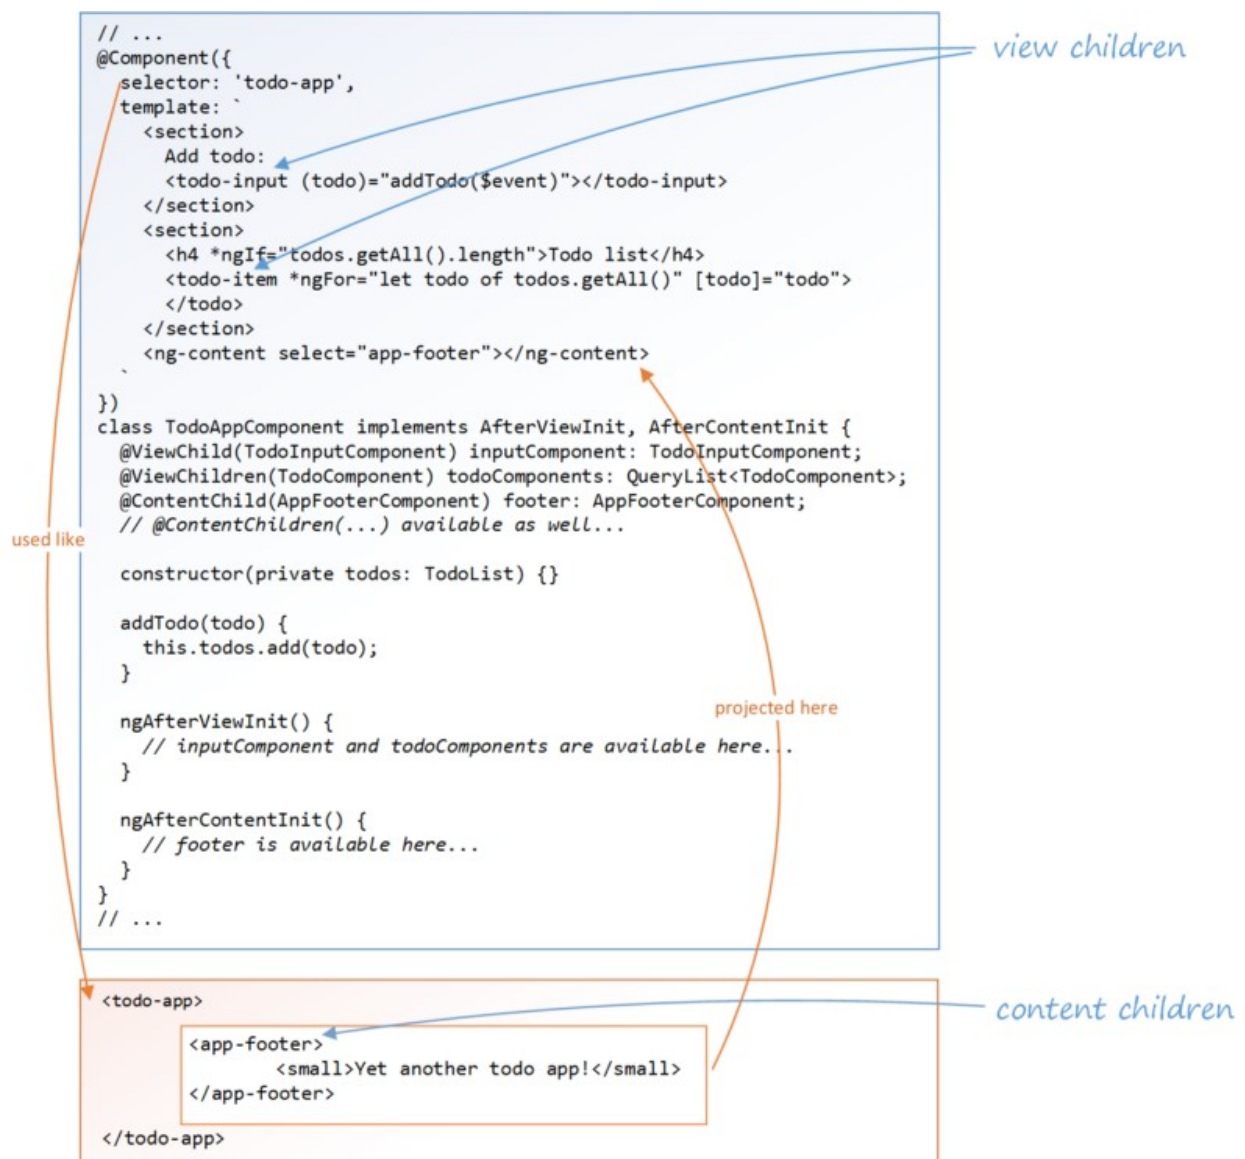 // ...
@Component({
  selector: 'todo-app',
  template: `
    <section>
      Add todo:
      <todo-input (todo)="addTodo($event)"></todo-input>
    </section>
    <section>
      <h4 *ngIf="todos.getAll().length">Todo list</h4>
      <todo-item *ngFor="let todo of todos.getAll()" [todo]="todo">
      </todo>
    </section>
    <ng-content select="app-footer"></ng-content>
  `
})
class TodoAppComponent implements AfterViewInit, AfterContentInit {
  @ViewChild(TodoInputComponent) inputComponent: TodoInputComponent;
  @ViewChildren(TodoComponent) todoComponents: QueryList<TodoComponent>;
  @ContentChild(AppFooterComponent) footer: AppFooterComponent;
  // @ContentChildren(...) available as well...

  constructor(private todos: TodoList) {}

  addTodo(todo) {
    this.todos.add(todo);
  }

  ngAfterViewInit() {
    // inputComponent and todoComponents are available here...
  }

  ngAfterContentInit() {
    // footer is available here...
  }
}
// ...
view children
used like
projected here
<todo-app>
<app-footer>
<small>Yet another todo app!</small>
</app-footer>
</todo-app>
content children